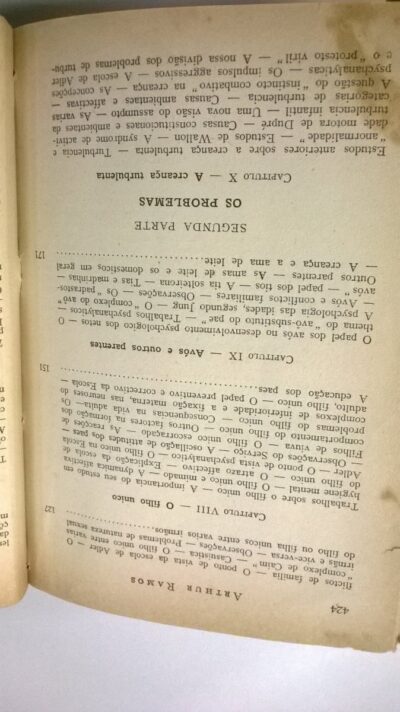 424
ARTHUR RAMOS
flictos de familia — O ponto de vista da escola de Adler — O
"complexo de Caim" — Casuistica — O filho unico entre varias
irmãs e vice-versa — Observações — Problemas de natureza sexual
do filho ou filha unicos entre varios irmãos
127
CAPITULO VIII — O filho unico
Trabalhos sobre o filho unico — A importancia do seu estudo em
hygiene mental — O filho unico e mimado — A dynamica affectiva
do filho unico — O atrazo affectivo — Explicação da escola de
Adler — O ponto de vista psychanalytico — O filho unico na Escola
— Observações do Serviço — A oscilação de attitudes dos paes —
Filhos de viuva — O filho unico escorraçado — As reacções de
comportamento do filho unico — Outros factores na formação dos
problemas do filho unico — Consequencias na vida adulta — Os
complexos de inferioridade e a fixação materna, nas neuroses do
adulto, filho unico — O papel preventivo e correctivo da Escola —
A educação dos paes
151
CAPITULO IX — Avós e outros parentes
O papel dos avós no desenvolvimento psychologico dos netos — O
thema do "avô-substituto do pae" — Trabalhos psychanalyticos —
A psychologia das idades, segundo Jung — O "complexo do avô"
— Avós e conflictos familiares — Observações — Os "padrastos-
avós" — papel dos tios — A tia solteirona — Tias e madrinhas —
Outros parentes — As amas de leite e os domesticos em geral
— A creança e a ama de leite
171
SEGUNDA PARTE
OS PROBLEMAS
CAPITULO X — A creança turbulenta
Estudos anteriores sobre a creança turbulenta — Turbulencia e
"anormalidade" — Estudos de Wallon — A syndrome de activi-
dade motora de Dupré — Causas constitucionaes e ambientes da
turbulencia infantil — Uma nova visão do assumpto — As varias
categorias de turbulencia — Causas ambientaes e affectivas —
A questão do "instincto combativo" na creança — As concepções
psychanalyticas — Os impulsos aggressivos — A escola de Adler
e o "protesto viril" — A nossa divisão dos problemas de turbu-